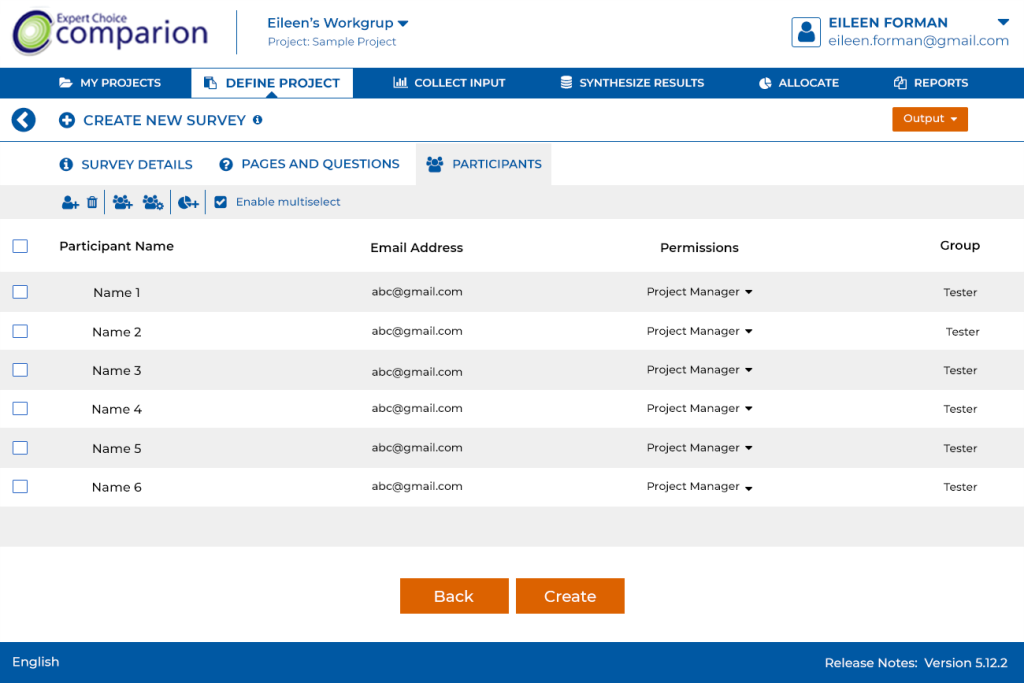 Expert Choice
comparion
Eileen's Workgrup
Project: Sample Project
EILEEN FORMAN
eileen.forman@gmail.com
MY PROJECTS DEFINE PROJECT COLLECT INPUT SYNTHESIZE RESULTS ALLOCATE REPORTS
CREATE NEW SURVEY Output
SURVEY DETAILS PAGES AND QUESTIONS PARTICIPANTS
Enable multiselect
Participant Name Email Address Permissions Group
Name 1 abc@gmail.com Project Manager Tester
Name 2 abc@gmail.com Project Manager Tester
Name 3 abc@gmail.com Project Manager Tester
Name 4 abc@gmail.com Project Manager Tester
Name 5 abc@gmail.com Project Manager Tester
Name 6 abc@gmail.com Project Manager Tester
Back Create
English Release Notes: Version 5.12.2